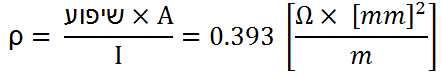 ρ = (שיפוע × A) / I = 0.393 [Ω × [mm]² / m]